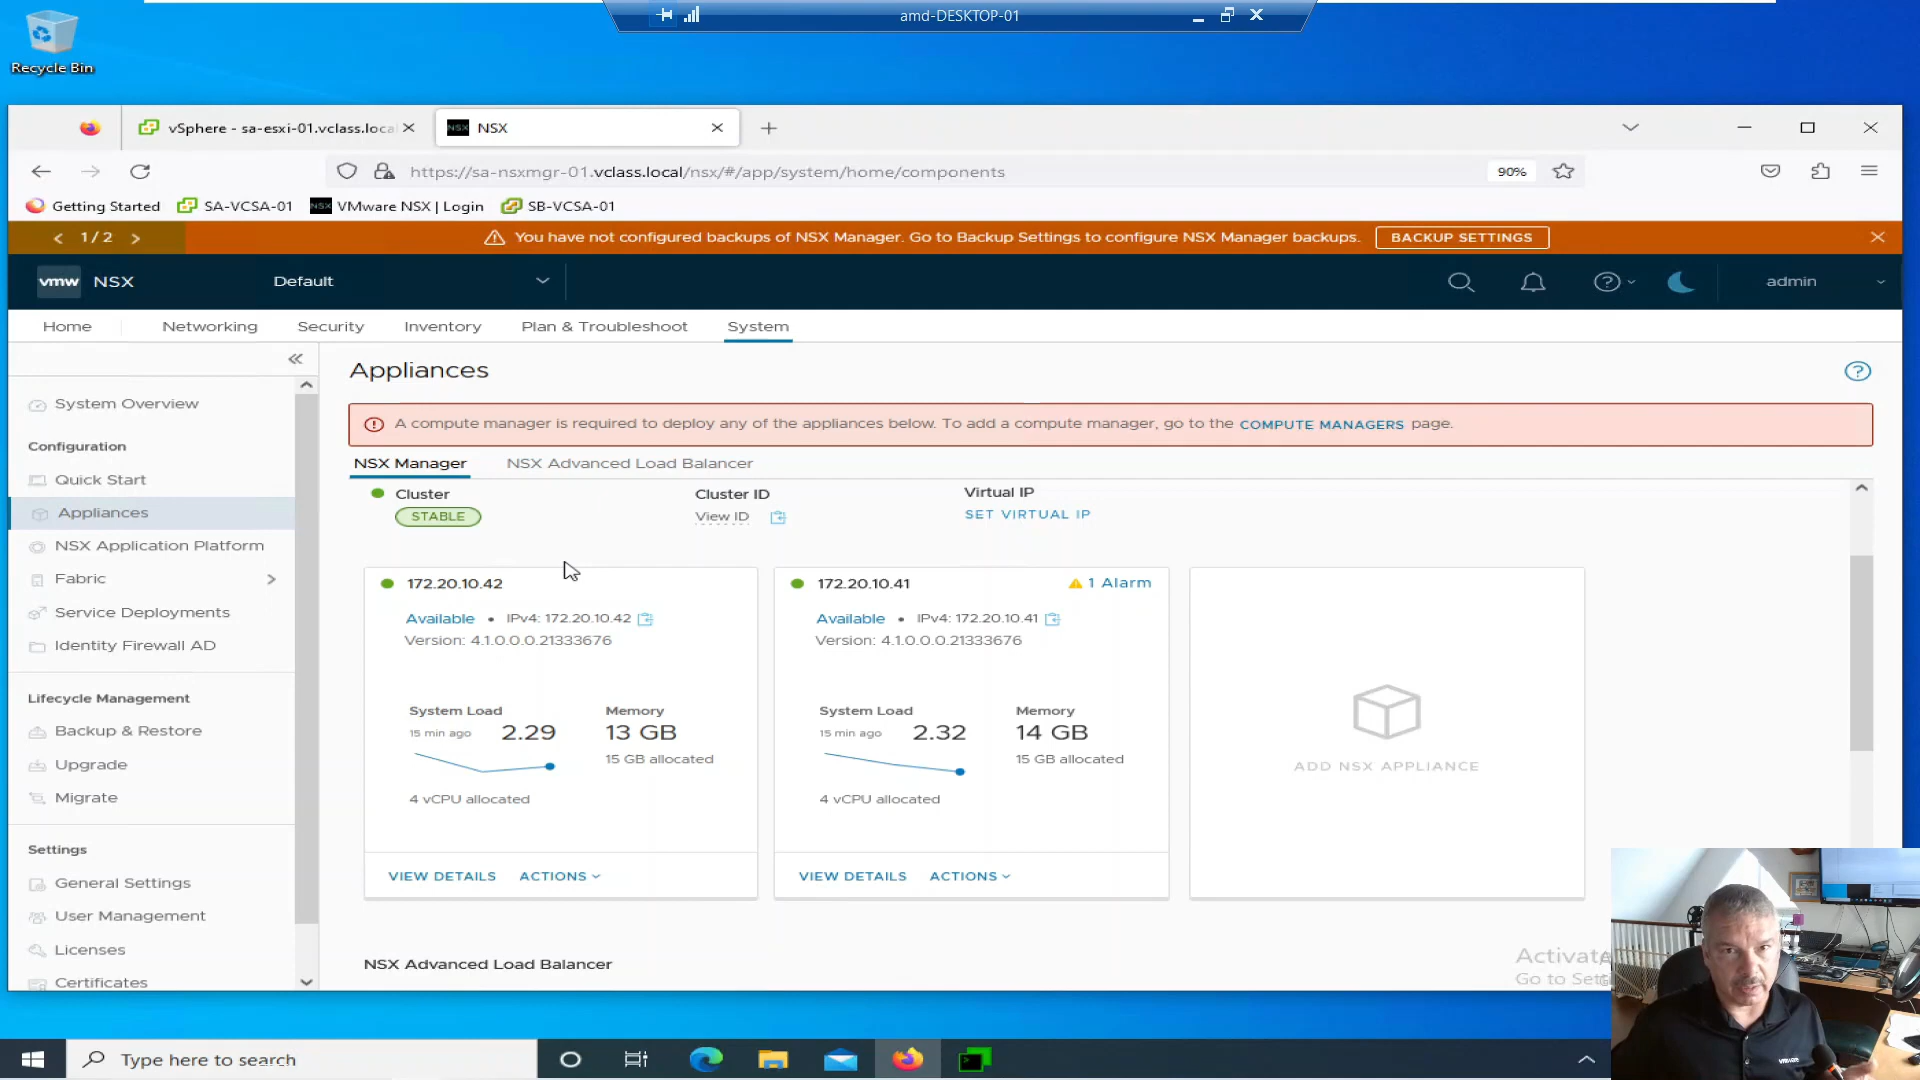 amd-DESKTOP-01
Recycle Bin
vSphere - sa-esxi-01.vclass.loca
NSX
https://sa-nsxmgr-01.vclass.local/nsx/#/app/system/home/components
90%
Getting Started
SA-VCSA-01
VMware NSX | Login
SB-VCSA-01
1 / 2
You have not configured backups of NSX Manager. Go to Backup Settings to configure NSX Manager backups.
BACKUP SETTINGS
vmw NSX
Default
admin
Home
Networking
Security
Inventory
Plan & Troubleshoot
System
System Overview
Configuration
Quick Start
Appliances
NSX Application Platform
Fabric
Service Deployments
Identity Firewall AD
Lifecycle Management
Backup & Restore
Upgrade
Migrate
Settings
General Settings
User Management
Licenses
Certificates
Appliances
A compute manager is required to deploy any of the appliances below. To add a compute manager, go to the COMPUTE MANAGERS page.
NSX Manager
NSX Advanced Load Balancer
Cluster
STABLE
Cluster ID
View ID
Virtual IP
SET VIRTUAL IP
172.20.10.42
Available • IPv4: 172.20.10.42
Version: 4.1.0.0.0.21333676
System Load
15 min ago 2.29
Memory
13 GB
15 GB allocated
4 vCPU allocated
VIEW DETAILS
ACTIONS
172.20.10.41
1 Alarm
Available • IPv4: 172.20.10.41
Version: 4.1.0.0.0.21333676
System Load
15 min ago 2.32
Memory
14 GB
15 GB allocated
4 vCPU allocated
VIEW DETAILS
ACTIONS
ADD NSX APPLIANCE
NSX Advanced Load Balancer
Activat
Go to Set
Type here to search